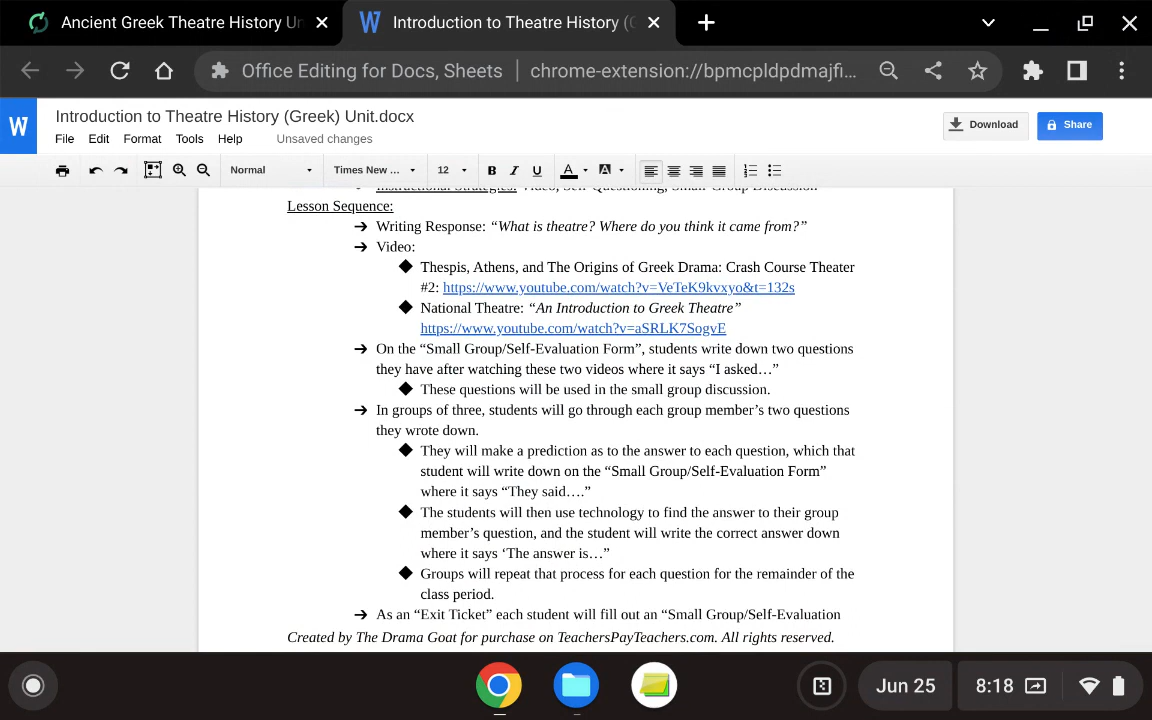 Ancient Greek Theatre History Un
Introduction to Theatre History (G
Office Editing for Docs, Sheets | chrome-extension://bpmcpldpdmajfi...
W Introduction to Theatre History (Greek) Unit.docx
File Edit Format Tools Help Unsaved changes
Download Share
Normal Times New ... 12 B I U A A
Instructional Strategies: Video, Self-Questioning, Small Group Discussion
Lesson Sequence:
➔ Writing Response: “What is theatre? Where do you think it came from?”
➔ Video:
◆ Thespis, Athens, and The Origins of Greek Drama: Crash Course Theater
#2: https://www.youtube.com/watch?v=VeTeK9kvxyo&t=132s
◆ National Theatre: “An Introduction to Greek Theatre”
https://www.youtube.com/watch?v=aSRLK7SogvE
➔ On the “Small Group/Self-Evaluation Form”, students write down two questions
they have after watching these two videos where it says “I asked…”
◆ These questions will be used in the small group discussion.
➔ In groups of three, students will go through each group member’s two questions
they wrote down.
◆ They will make a prediction as to the answer to each question, which that
student will write down on the “Small Group/Self-Evaluation Form”
where it says “They said….”
◆ The students will then use technology to find the answer to their group
member’s question, and the student will write the correct answer down
where it says ‘The answer is…”
◆ Groups will repeat that process for each question for the remainder of the
class period.
➔ As an “Exit Ticket” each student will fill out an “Small Group/Self-Evaluation
Created by The Drama Goat for purchase on TeachersPayTeachers.com. All rights reserved.
Jun 25 8:18